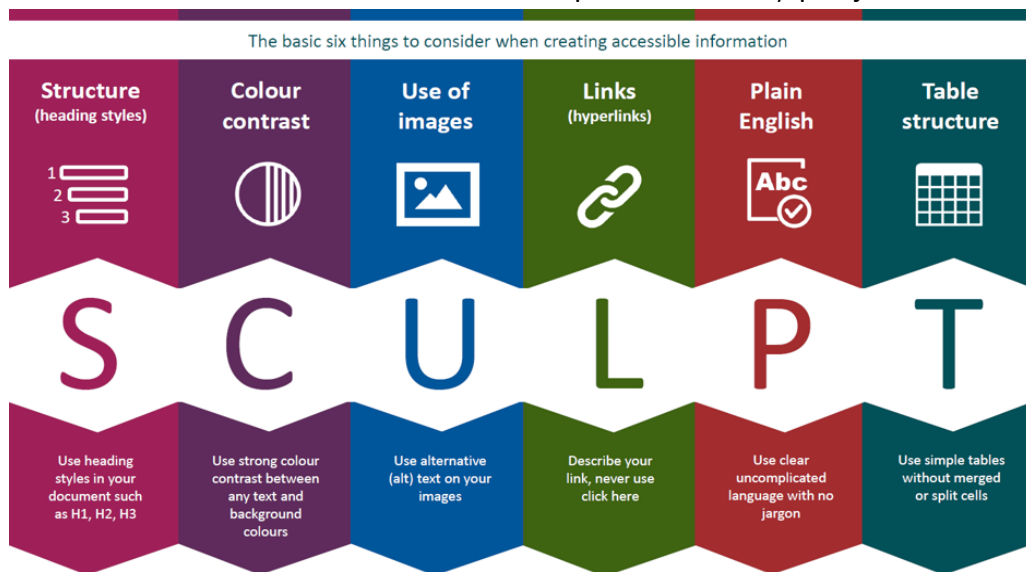 The basic six things to consider when creating accessible information
Structure
(heading styles)
1
2
3
Colour
contrast
Use of
images
Links
(hyperlinks)
Plain
English
Abc
Table
structure
S
C
U
L
P
T
Use heading
styles in your
document such
as H1, H2, H3
Use strong colour
contrast between
any text and
background
colours
Use alternative
(alt) text on your
images
Describe your
link, never use
click here
Use clear
uncomplicated
language with no
jargon
Use simple tables
without merged
or split cells